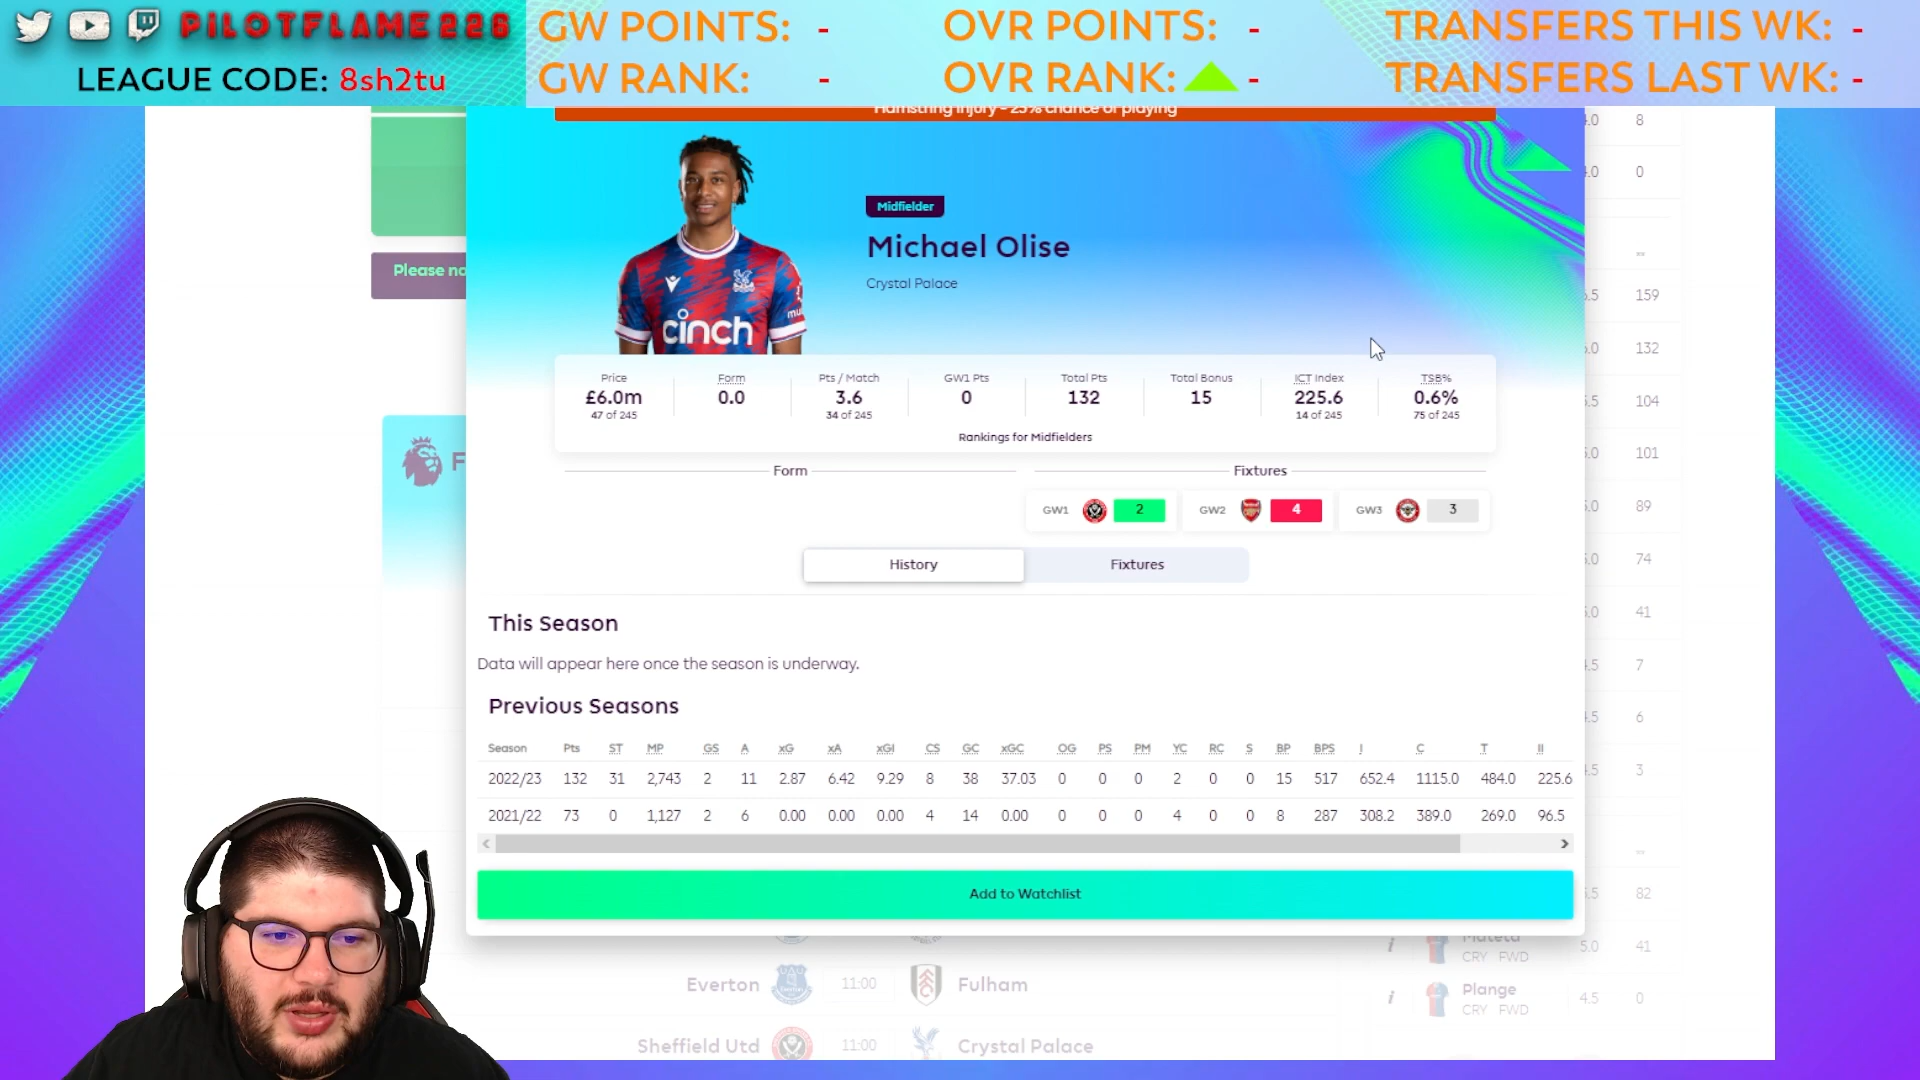 PILOTFLAME226
LEAGUE CODE: 8sh2tu
GW POINTS: -
OVR POINTS: -
TRANSFERS THIS WK: -
GW RANK: -
OVR RANK: -
TRANSFERS LAST WK: -
Hamstring injury - 25% chance of playing
Midfielder
Michael Olise
Crystal Palace
cinch
Please no
Price Form Pts / Match GW1 Pts Total Pts Total Bonus ICT Index TSB%
£6.0m 0.0 3.6 0 132 15 225.6 0.6%
47 of 245 34 of 245 14 of 245 75 of 245
Rankings for Midfielders
Form Fixtures
GW1 2 GW2 4 GW3 3
History Fixtures
This Season
Data will appear here once the season is underway.
Previous Seasons
Season Pts ST MP GS A xG xA xGI CS GC xGC OG PS PM YC RC S BP BPS I C T II
2022/23 132 31 2,743 2 11 2.87 6.42 9.29 8 38 37.03 0 0 0 2 0 0 15 517 652.4 1115.0 484.0 225.6
2021/22 73 0 1,127 2 6 0.00 0.00 0.00 4 14 0.00 0 0 0 4 0 0 8 287 308.2 389.0 269.0 96.5
Add to Watchlist
Everton 11:00 Fulham
Sheffield Utd 11:00 Crystal Palace
8
0
159
132
104
101
89
74
41
7
6
3
82
Mateta 5.0 41
CRY FWD
Plange 4.5 0
CRY FWD